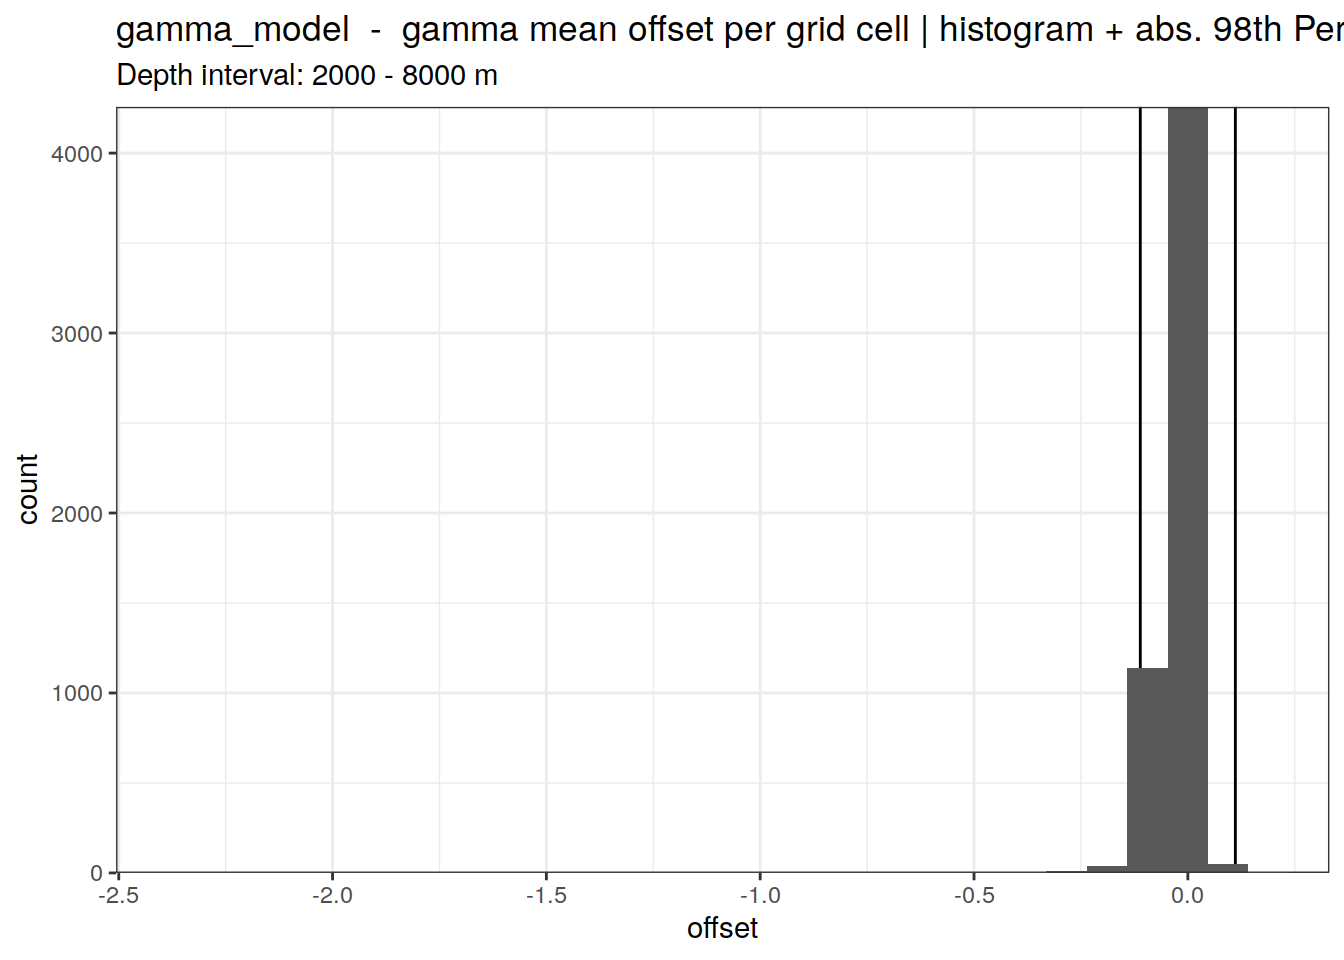 gamma_model - gamma mean offset per grid cell | histogram + abs. 98th Per
Depth interval: 2000 - 8000 m
4000
3000
2000
1000
0
count
-2.5 -2.0 -1.5 -1.0 -0.5 0.0
offset